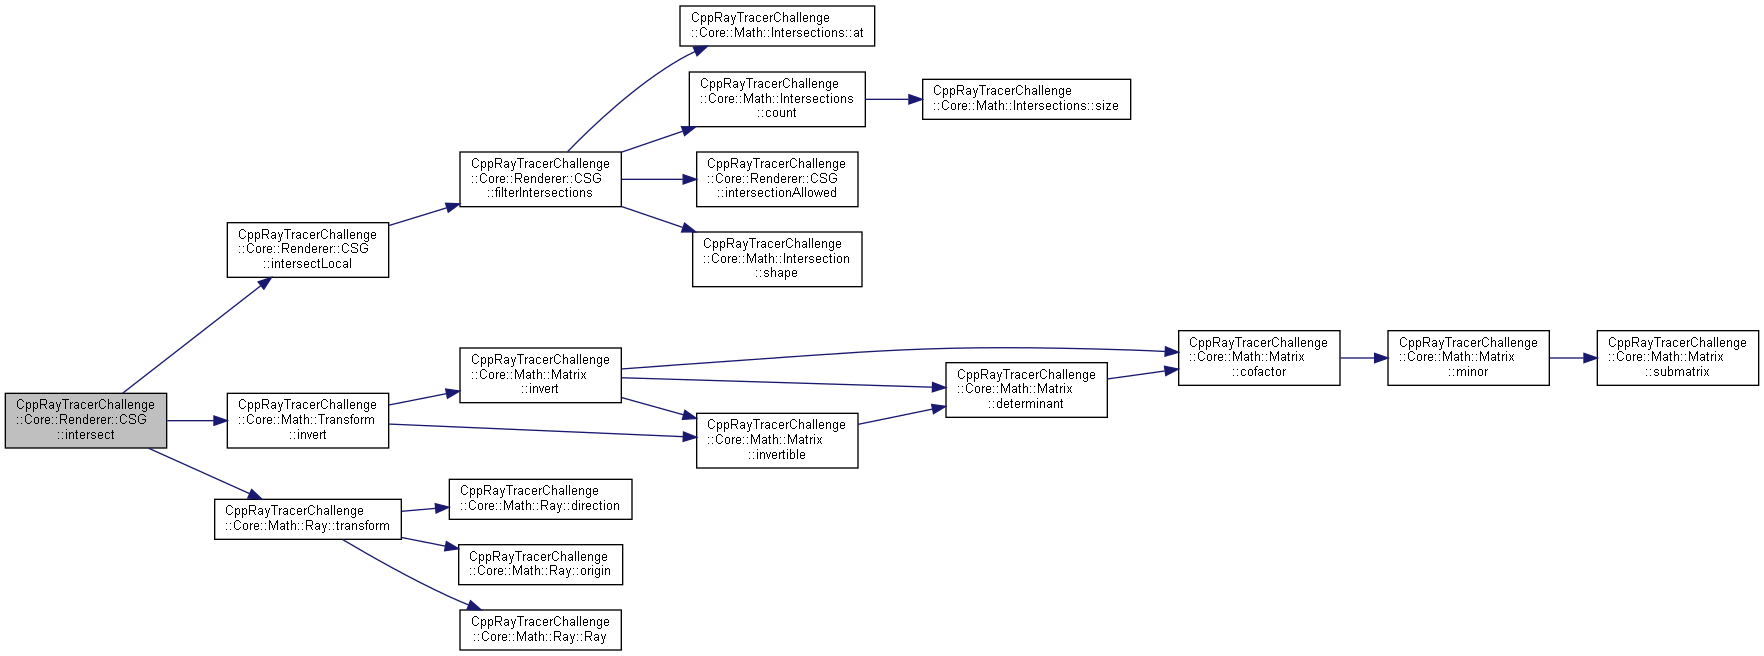 CppRayTracerChallenge
::Core::Math::Intersections::at
CppRayTracerChallenge
::Core::Math::Intersections
::count
CppRayTracerChallenge
::Core::Math::Intersections::size
CppRayTracerChallenge
::Core::Renderer::CSG
::filterIntersections
CppRayTracerChallenge
::Core::Renderer::CSG
::intersectionAllowed
CppRayTracerChallenge
::Core::Renderer::CSG
::intersectLocal
CppRayTracerChallenge
::Core::Math::Intersection
::shape
CppRayTracerChallenge
::Core::Math::Matrix
::invert
CppRayTracerChallenge
::Core::Math::Matrix
::cofactor
CppRayTracerChallenge
::Core::Math::Matrix
::minor
CppRayTracerChallenge
::Core::Math::Matrix
::submatrix
CppRayTracerChallenge
::Core::Math::Matrix
::determinant
CppRayTracerChallenge
::Core::Renderer::CSG
::intersect
CppRayTracerChallenge
::Core::Math::Transform
::invert
CppRayTracerChallenge
::Core::Math::Matrix
::invertible
CppRayTracerChallenge
::Core::Math::Ray::direction
CppRayTracerChallenge
::Core::Math::Ray::transform
CppRayTracerChallenge
::Core::Math::Ray::origin
CppRayTracerChallenge
::Core::Math::Ray::Ray